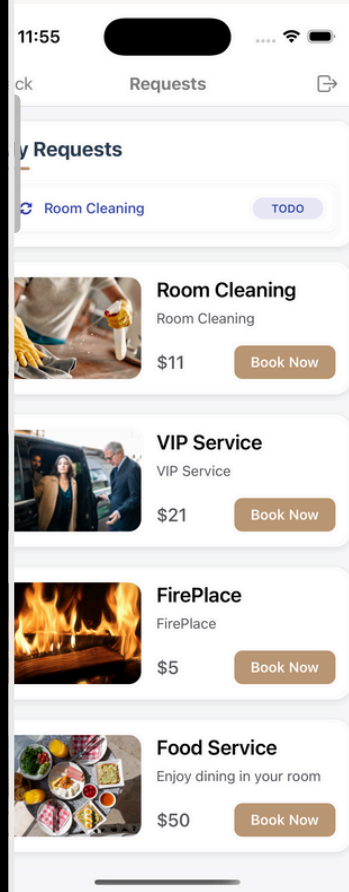 11:55
ck
Requests
y Requests
Room Cleaning
TODO
Room Cleaning
Room Cleaning
$11
Book Now
VIP Service
VIP Service
$21
Book Now
FirePlace
FirePlace
$5
Book Now
Food Service
Enjoy dining in your room
$50
Book Now